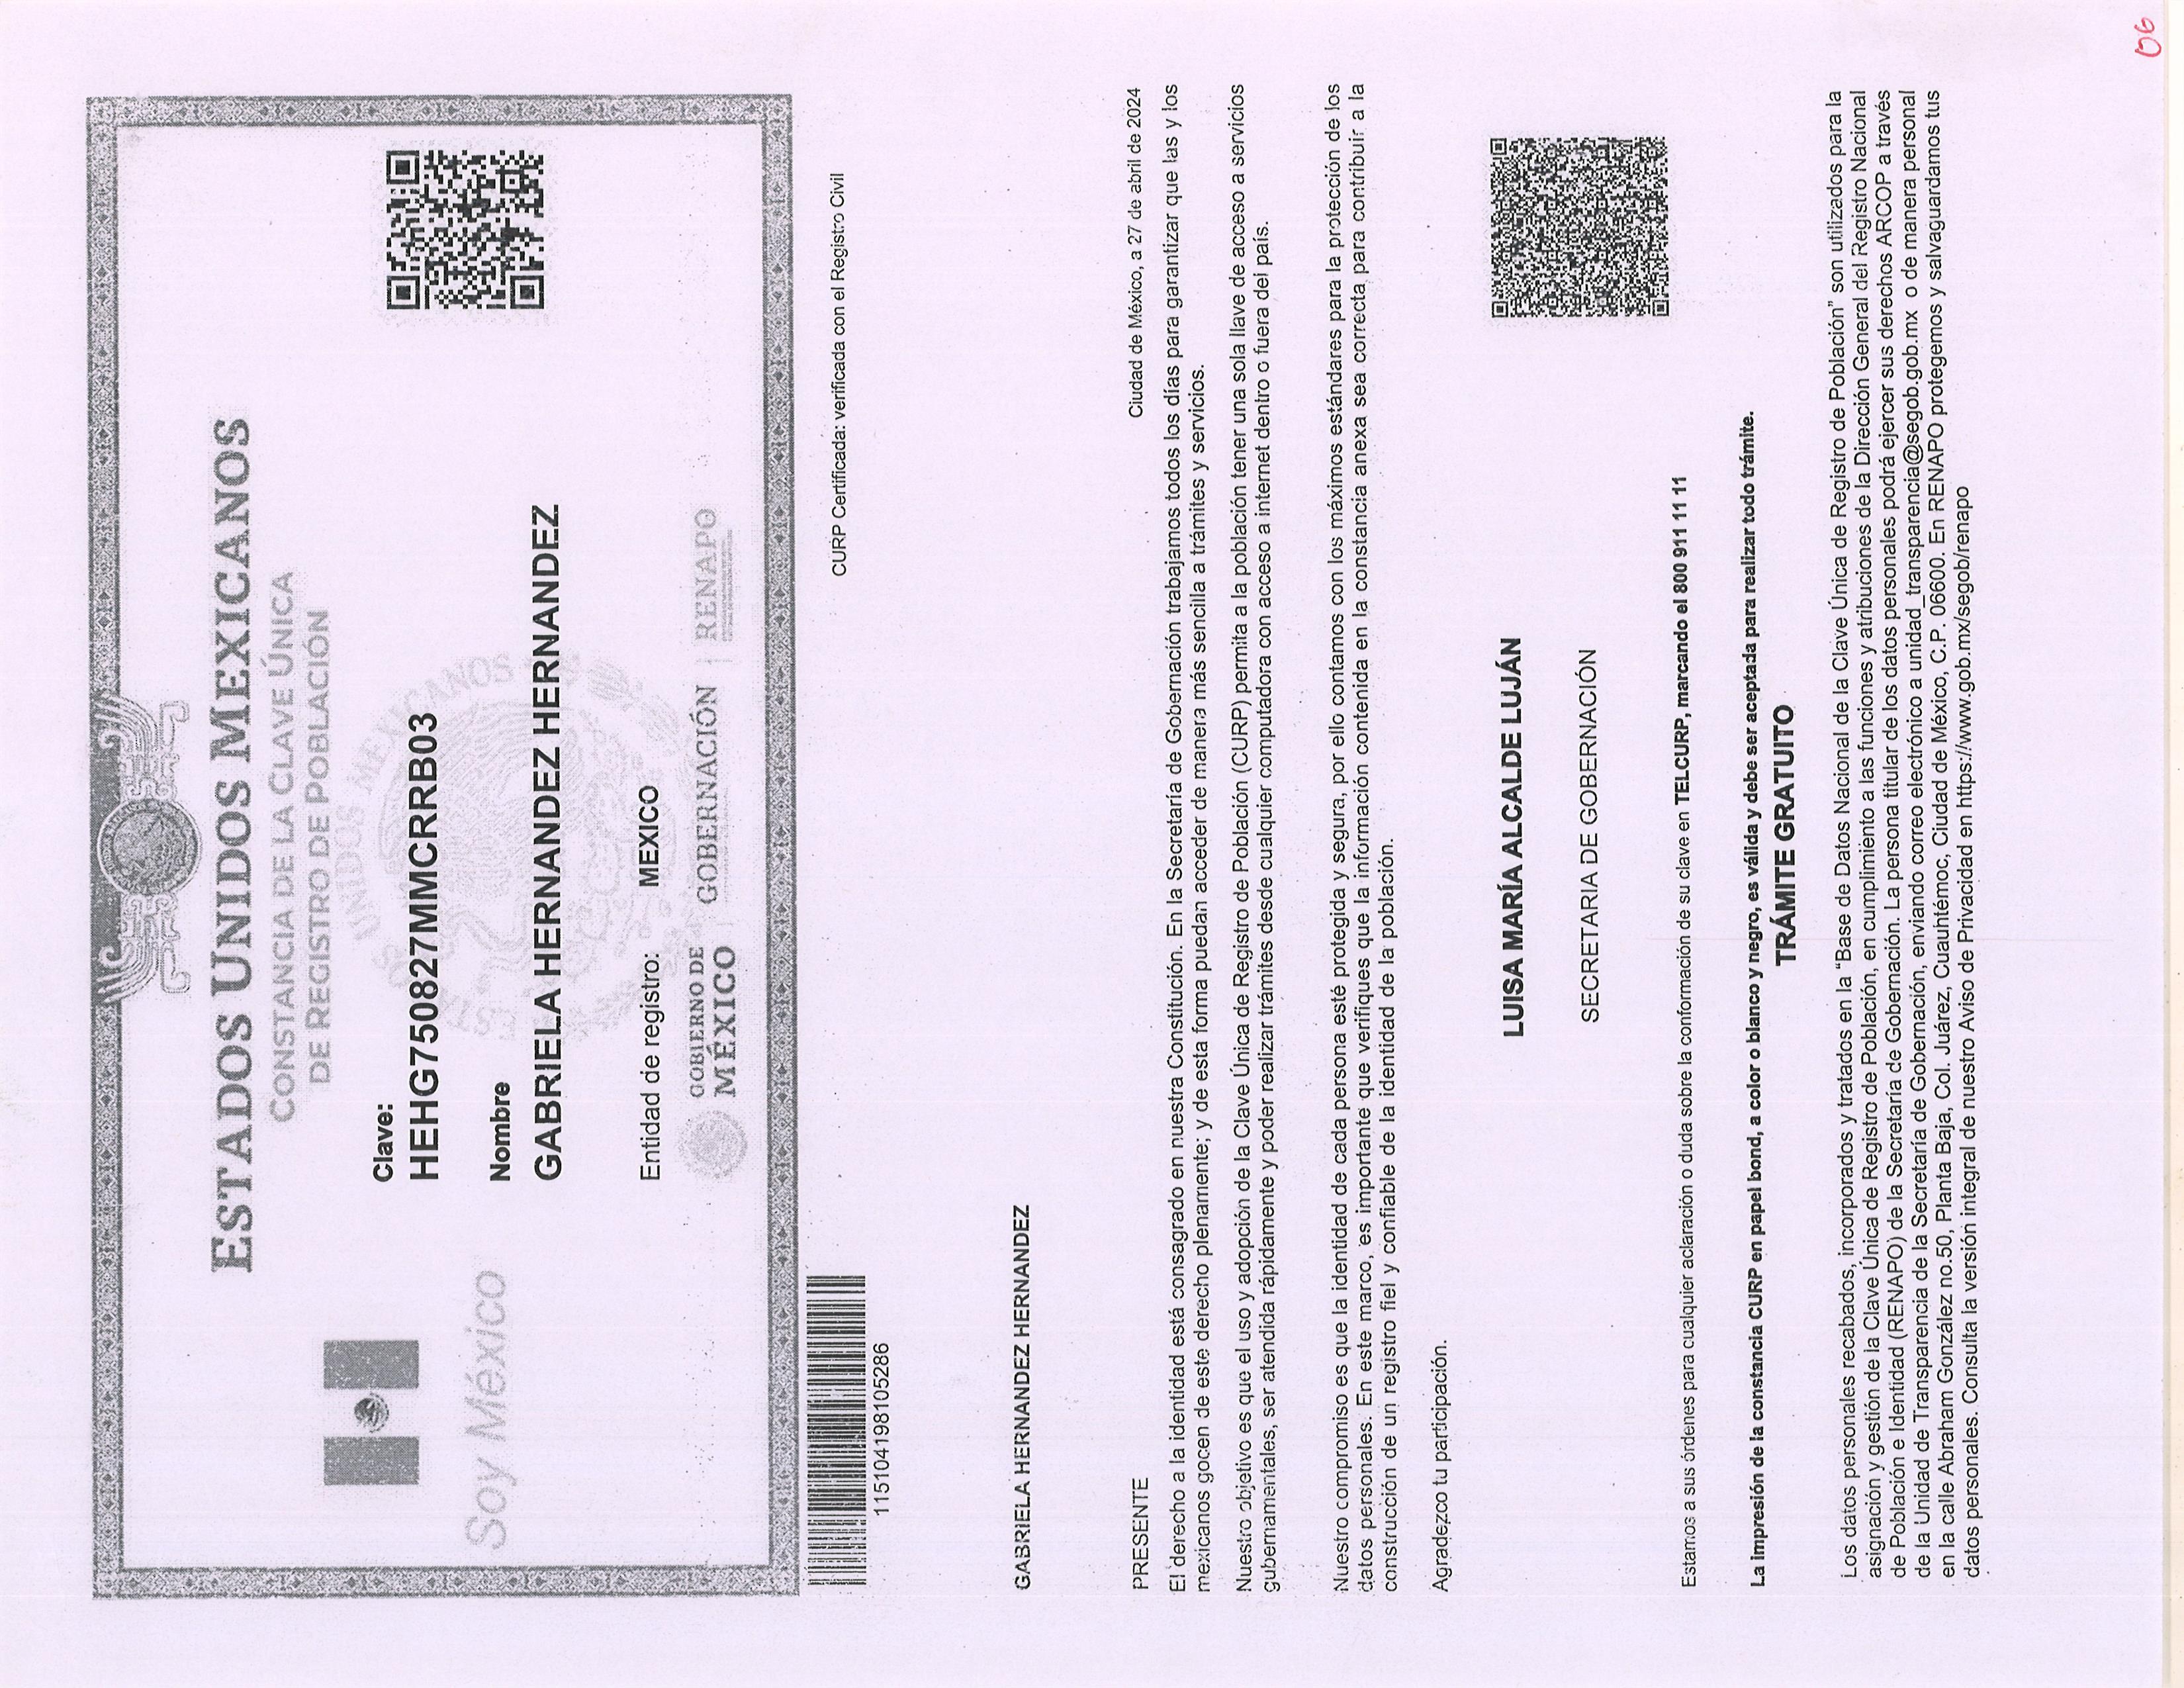 06
ESTADOS UNIDOS MEXICANOS
CONSTANCIA DE LA CLAVE ÚNICA
DE REGISTRO DE POBLACIÓN
Soy México
Clave:
HEHG750827MMCRRB03
Nombre
GABRIELA HERNANDEZ HERNANDEZ
Entidad de registro: MEXICO
GOBIERNO DE
MÉXICO
GOBERNACIÓN
RENAPO
115104198105286
CURP Certificada: verificada con el Registro Civil
GABRIELA HERNANDEZ HERNANDEZ
Ciudad de México, a 27 de abril de 2024
PRESENTE
El derecho a la identidad está consagrado en nuestra Constitución. En la Secretaría de Gobernación trabajamos todos los días para garantizar que las y los
mexicanos gocen de este derecho plenamente; y de esta forma puedan acceder de manera más sencilla a trámites y servicios.
Nuestro objetivo es que el uso y adopción de la Clave Única de Registro de Población (CURP) permita a la población tener una sola llave de acceso a servicios
gubernamentales, ser atendida rápidamente y poder realizar trámites desde cualquier computadora con acceso a internet dentro o fuera del país.
Nuestro compromiso es que la identidad de cada persona esté protegida y segura, por ello contamos con los máximos estándares para la protección de los
datos personales. En este marco, es importante que verifiques que la información contenida en la constancia anexa sea correcta para contribuir a la
construcción de un registro fiel y confiable de la identidad de la población.
Agradezco tu participación.
LUISA MARÍA ALCALDE LUJÁN
SECRETARIA DE GOBERNACIÓN
Estamos a sus órdenes para cualquier aclaración o duda sobre la conformación de su clave en TELCURP, marcando el 800 911 11 11
La impresión de la constancia CURP en papel bond, a color o blanco y negro, es válida y debe ser aceptada para realizar todo trámite.
TRÁMITE GRATUITO
Los datos personales recabados, incorporados y tratados en la "Base de Datos Nacional de la Clave Única de Registro de Población" son utilizados para la
asignación y gestión de la Clave Única de Registro de Población, en cumplimiento a las funciones y atribuciones de la Dirección General del Registro Nacional
de Población e Identidad (RENAPO) de la Secretaría de Gobernación. La persona titular de los datos personales podrá ejercer sus derechos ARCOP a través
de la Unidad de Transparencia de la Secretaría de Gobernación, enviando correo electrónico a unidad_transparencia@segob.gob.mx o de manera personal
en la calle Abraham González no.50, Planta Baja, Col. Juárez, Cuauhtémoc, Ciudad de México, C.P. 06600. En RENAPO protegemos y salvaguardamos tus
datos personales. Consulta la versión integral de nuestro Aviso de Privacidad en https://www.gob.mx/segob/renapo